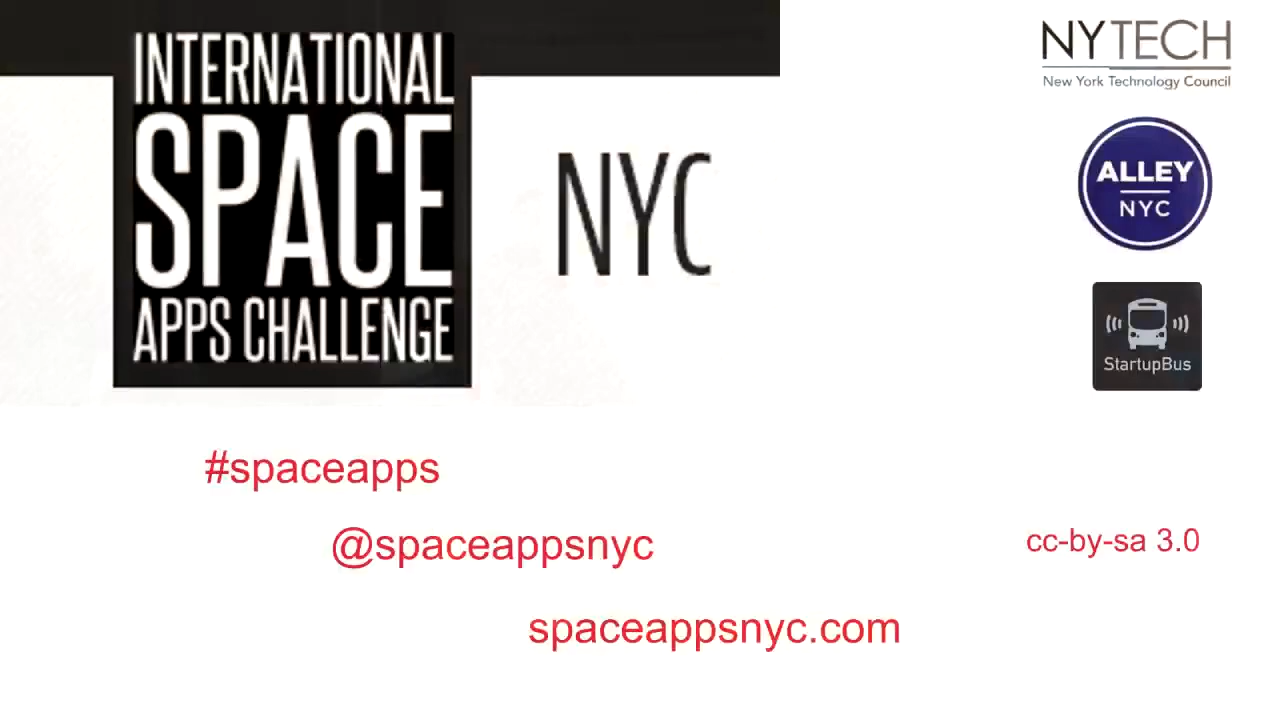 INTERNATIONAL
SPACE
APPS CHALLENGE
NYC
NYTECH
New York Technology Council
ALLEY
NYC
StartupBus
#spaceapps
@spaceappsnyc
cc-by-sa 3.0
spaceappsnyc.com